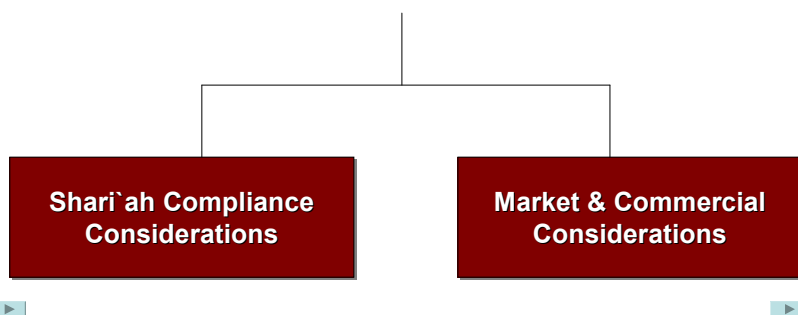 Shari`ah Compliance
Considerations
Market & Commercial
Considerations